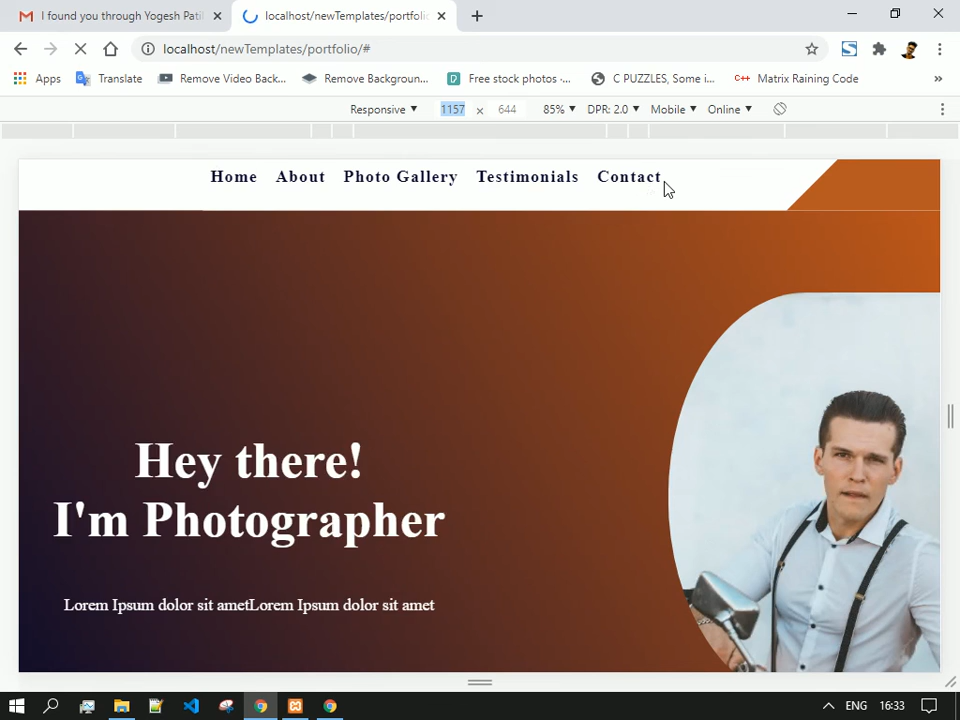 I found you through Yogesh Patil
localhost/newTemplates/portfolio
localhost/newTemplates/portfolio/#
Apps
Translate
Remove Video Back...
Remove Backgroun...
Free stock photos -...
C PUZZLES, Some i...
C++ Matrix Raining Code
»
Responsive 1157 x 644 85% DPR: 2.0 Mobile Online
Home About Photo Gallery Testimonials Contact
Hey there!
I'm Photographer
Lorem Ipsum dolor sit ametLorem Ipsum dolor sit amet
ENG 16:33